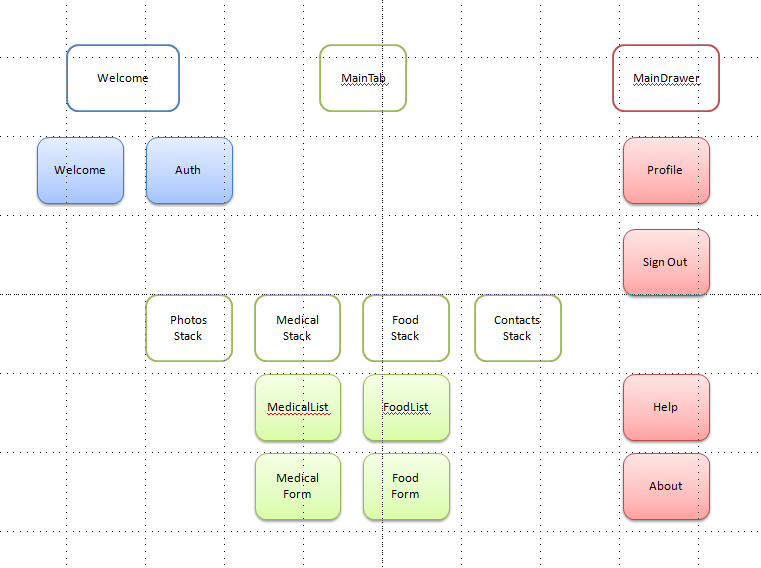 Welcome
MainTab
MainDrawer
Welcome
Auth
Profile
Sign Out
Photos
Stack
Medical
Stack
Food
Stack
Contacts
Stack
MedicalList
FoodList
Help
Medical
Form
Food
Form
About